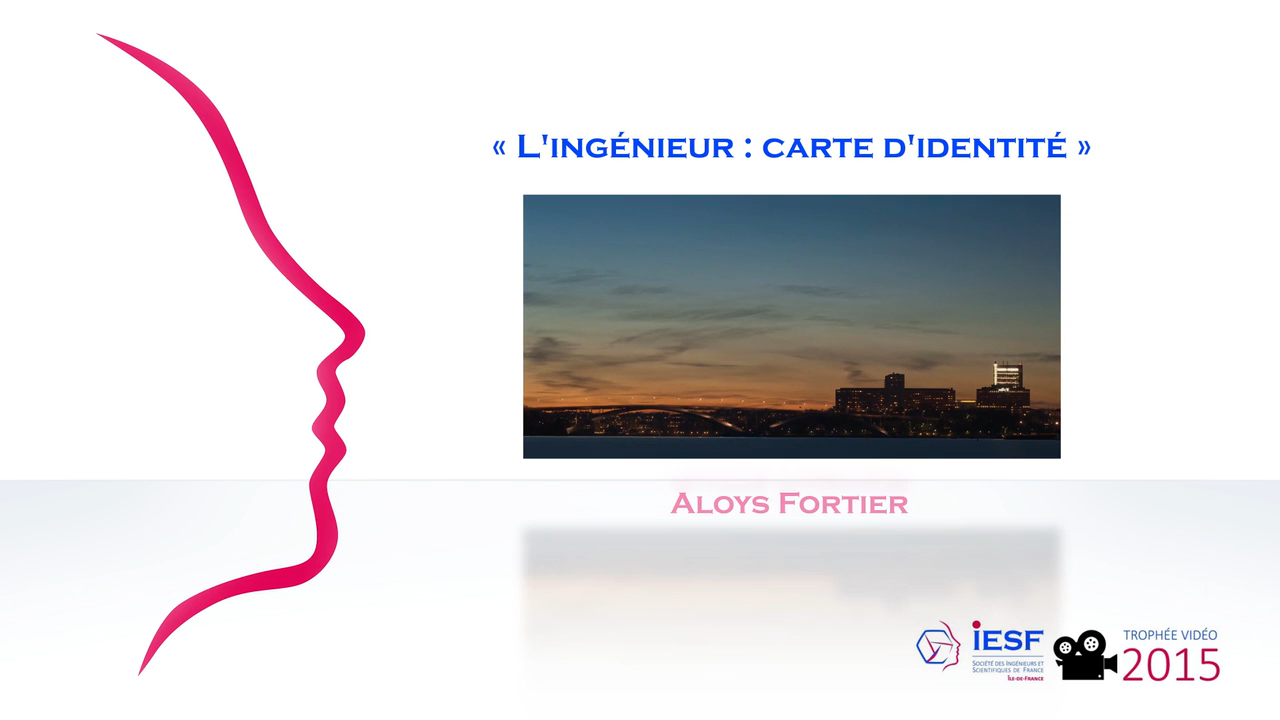 « L'ingénieur : carte d'identité »
Aloys Fortier
iESF
Société des Ingénieurs et
Scientifiques de France
Île-de-France
TROPHÉE VIDÉO
2015